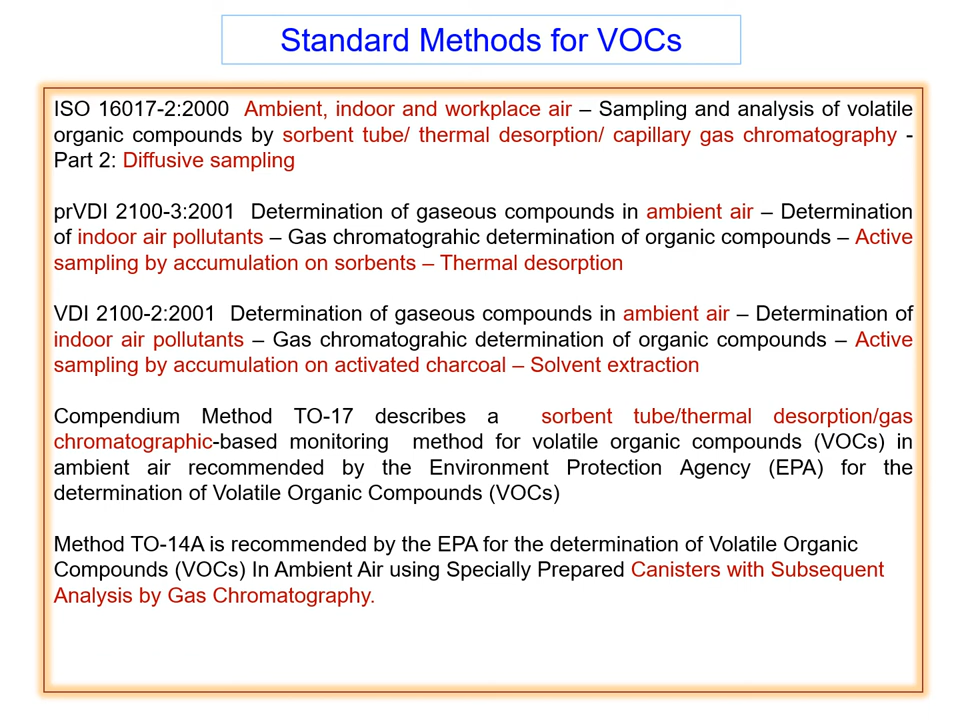 Standard Methods for VOCs
ISO 16017-2:2000 Ambient, indoor and workplace air – Sampling and analysis of volatile
organic compounds by sorbent tube/ thermal desorption/ capillary gas chromatography -
Part 2: Diffusive sampling
prVDI 2100-3:2001 Determination of gaseous compounds in ambient air – Determination
of indoor air pollutants – Gas chromatograhic determination of organic compounds – Active
sampling by accumulation on sorbents – Thermal desorption
VDI 2100-2:2001 Determination of gaseous compounds in ambient air – Determination of
indoor air pollutants – Gas chromatograhic determination of organic compounds – Active
sampling by accumulation on activated charcoal – Solvent extraction
Compendium Method TO-17 describes a sorbent tube/thermal desorption/gas
chromatographic-based monitoring method for volatile organic compounds (VOCs) in
ambient air recommended by the Environment Protection Agency (EPA) for the
determination of Volatile Organic Compounds (VOCs)
Method TO-14A is recommended by the EPA for the determination of Volatile Organic
Compounds (VOCs) In Ambient Air using Specially Prepared Canisters with Subsequent
Analysis by Gas Chromatography.